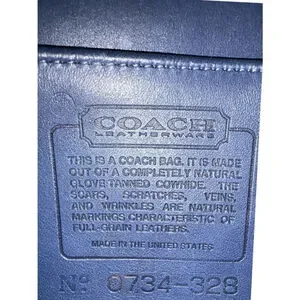 COACH
LEATHERWARE
THIS IS A COACH BAG. IT IS MADE
OUT OF A COMPLETELY NATURAL
GLOVE TANNED COWHIDE. THE
SCARS, SCRATCHES, VEINS,
AND WRINKLES ARE NATURAL
MARKINGS CHARACTERISTIC OF
FULL-GRAIN LEATHERS.
MADE IN THE UNITED STATES
Nº 0734-328